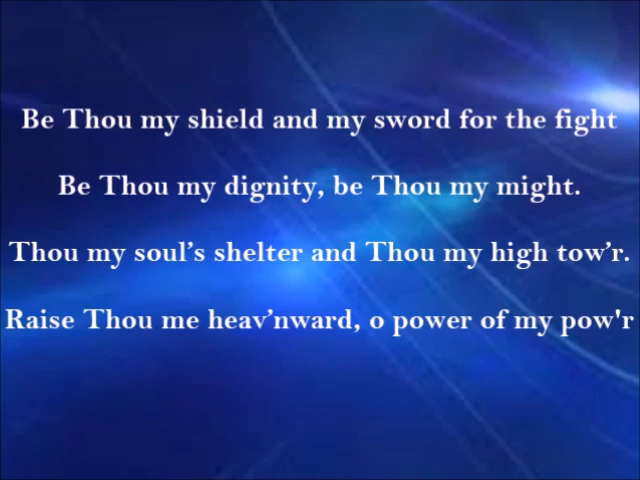 Be Thou my shield and my sword for the fight
Be Thou my dignity, be Thou my might.
Thou my soul’s shelter and Thou my high tow’r.
Raise Thou me heav’nward, o power of my pow'r